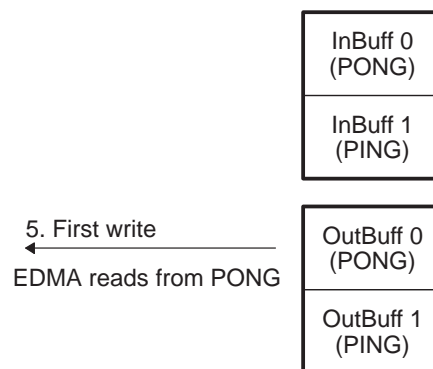 InBuff 0
(PONG)
InBuff 1
(PING)
5. First write
EDMA reads from PONG
OutBuff 0
(PONG)
OutBuff 1
(PING)